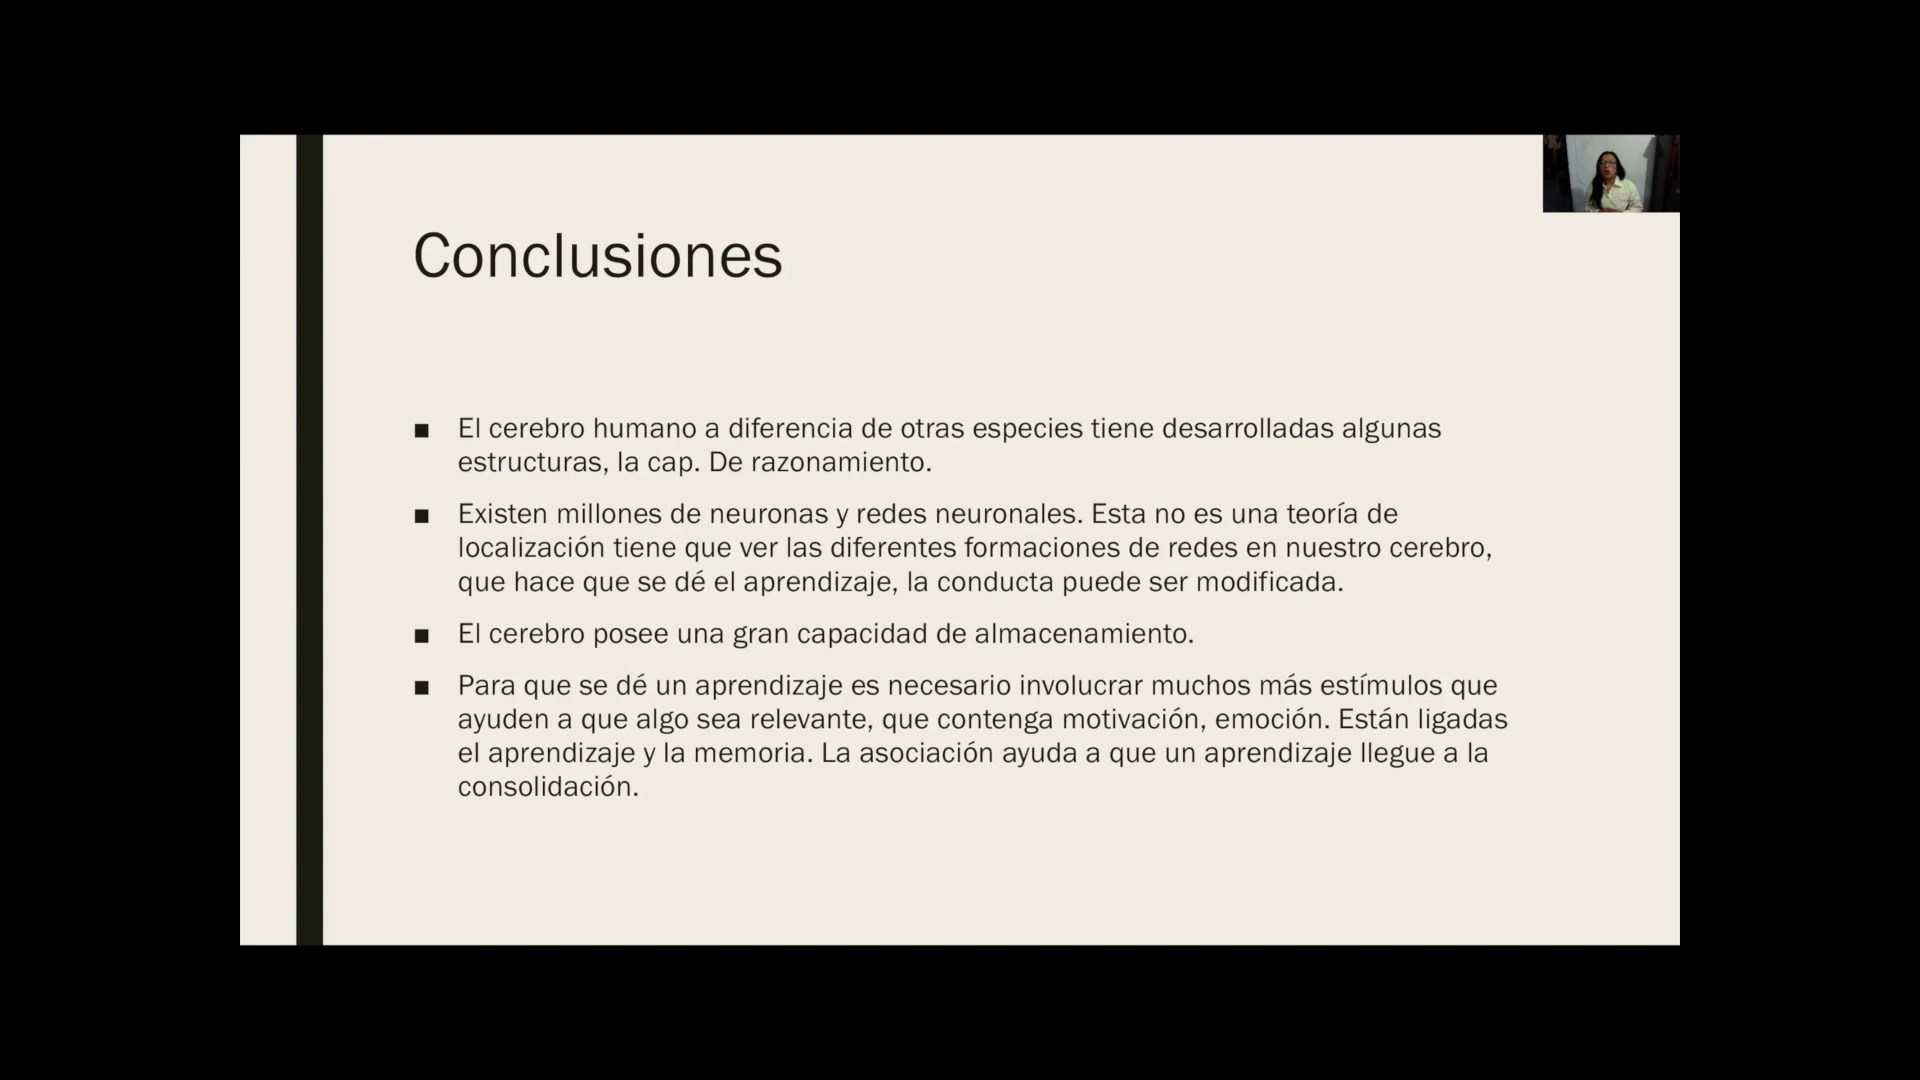 Conclusiones
■ El cerebro humano a diferencia de otras especies tiene desarrolladas algunas
estructuras, la cap. De razonamiento.
■ Existen millones de neuronas y redes neuronales. Esta no es una teoría de
localización tiene que ver las diferentes formaciones de redes en nuestro cerebro,
que hace que se dé el aprendizaje, la conducta puede ser modificada.
■ El cerebro posee una gran capacidad de almacenamiento.
■ Para que se dé un aprendizaje es necesario involucrar muchos más estímulos que
ayuden a que algo sea relevante, que contenga motivación, emoción. Están ligadas
el aprendizaje y la memoria. La asociación ayuda a que un aprendizaje llegue a la
consolidación.